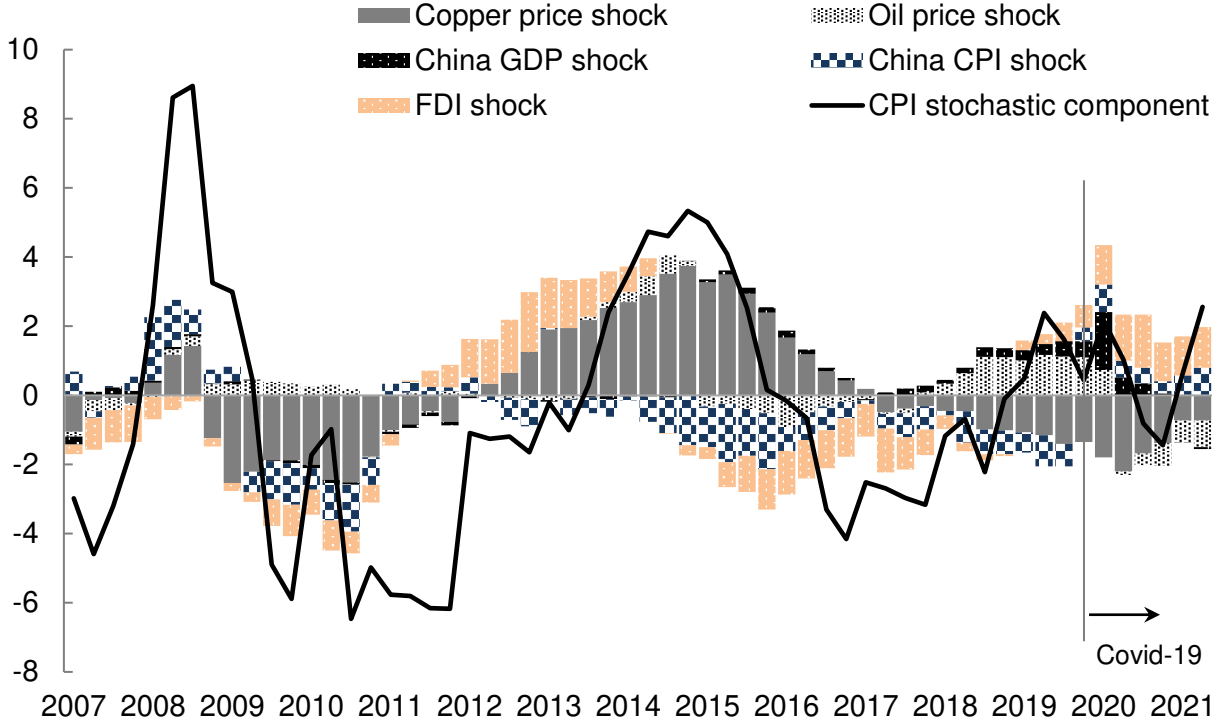 Copper price shock
Oil price shock
China GDP shock
China CPI shock
FDI shock
CPI stochastic component
10
8
6
4
2
0
-2
-4
-6
-8
Covid-19
2007 2008 2009 2010 2011 2012 2013 2014 2015 2016 2017 2018 2019 2020 2021